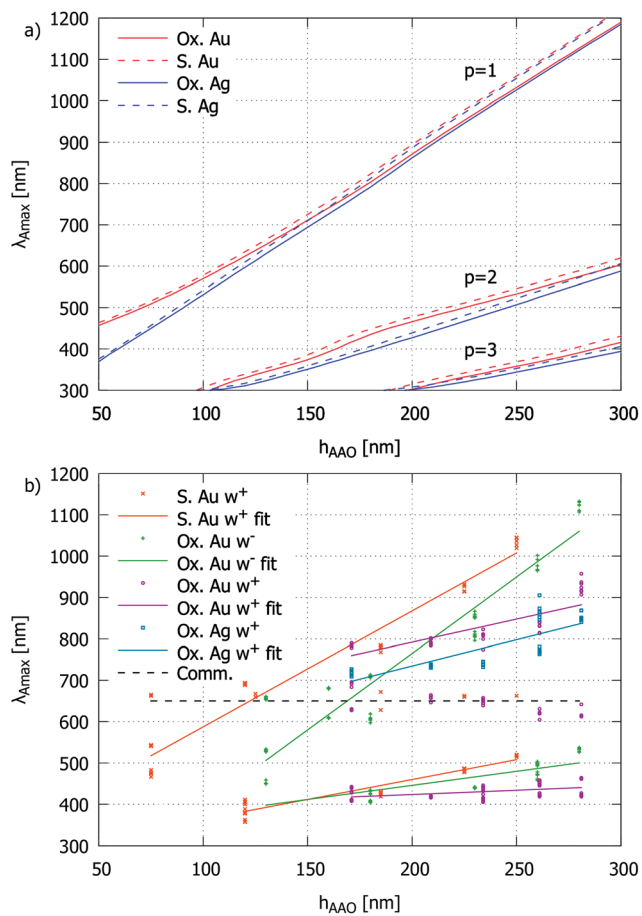 a)
1200
1100
1000
900
800
700
600
500
400
300
λAmax [nm]
Ox. Au
S. Au
Ox. Ag
S. Ag
p=1
p=2
p=3
50 100 150 200 250 300
hAAO [nm]
b)
1200
1100
1000
900
800
700
600
500
400
300
λAmax [nm]
S. Au w⁺
S. Au w⁺ fit
Ox. Au w⁻
Ox. Au w⁻ fit
Ox. Au w⁺
Ox. Au w⁺ fit
Ox. Ag w⁺
Ox. Ag w⁺ fit
Comm.
50 100 150 200 250 300
hAAO [nm]